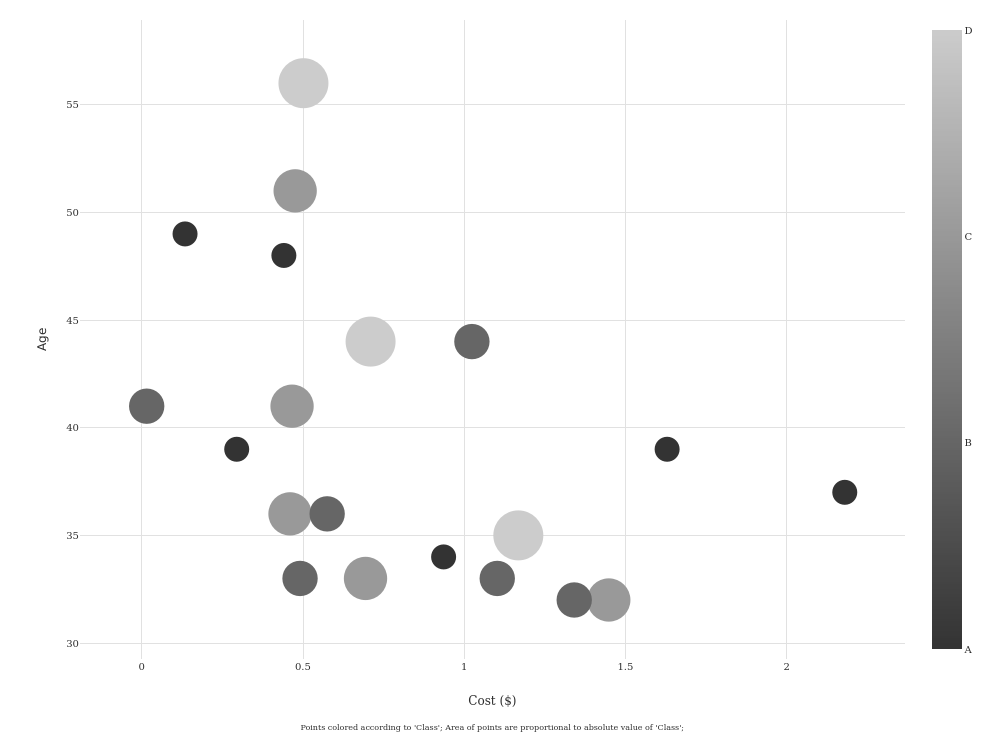 D
55
50
C
45
Age
40
B
35
30
A
0
0.5
1
1.5
2
Cost ($)
Points colored according to 'Class'; Area of points are proportional to absolute value of 'Class';